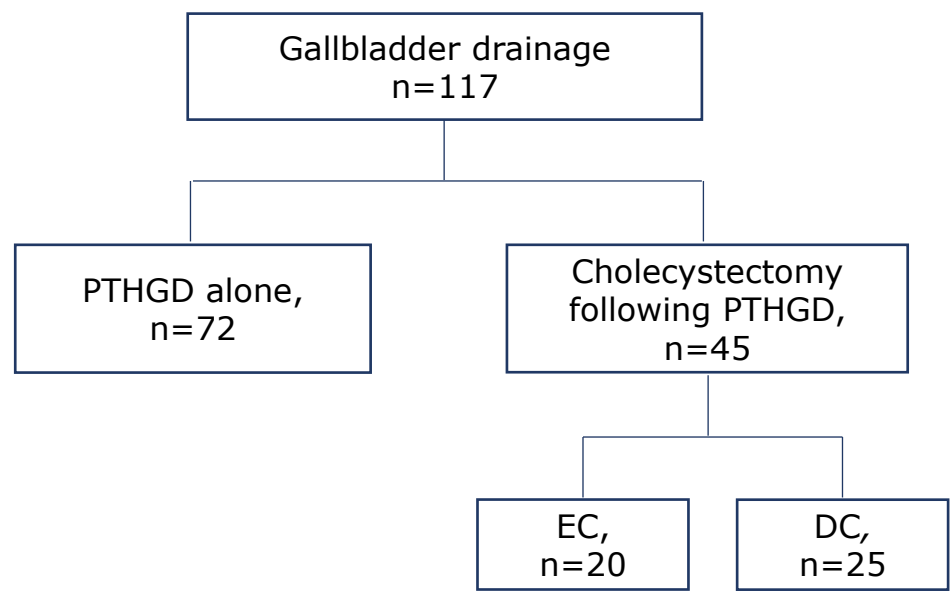 Gallbladder drainage
n=117
PTHGD alone,
n=72
Cholecystectomy
following PTHGD,
n=45
EC,
n=20
DC,
n=25